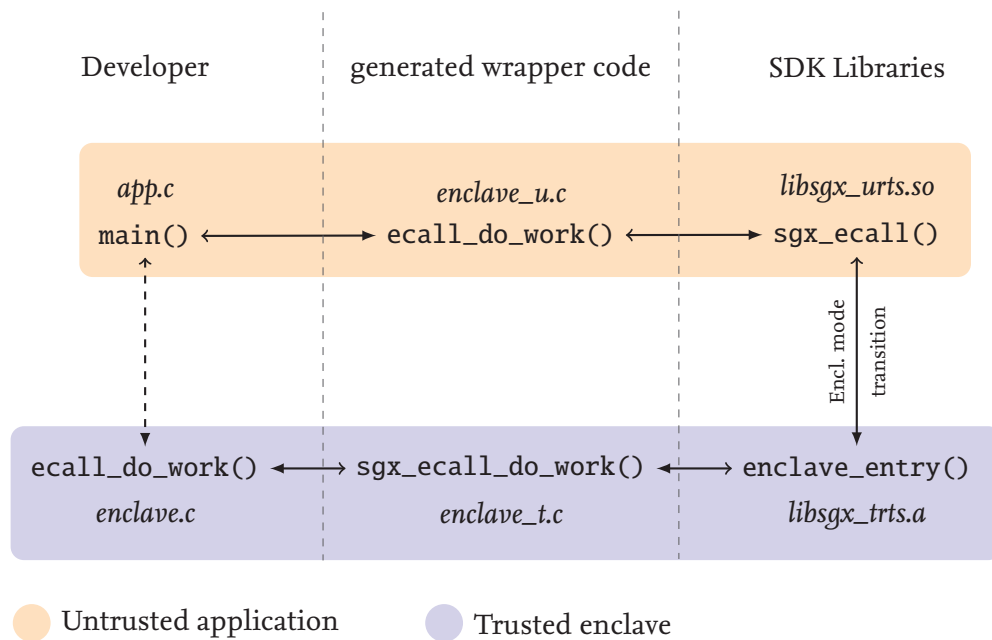 Developer
generated wrapper code
SDK Libraries
app.c
enclave_u.c
libsgx_urts.so
main()
ecall_do_work()
sgx_ecall()
Encl. mode
transition
ecall_do_work()
sgx_ecall_do_work()
enclave_entry()
enclave.c
enclave_t.c
libsgx_trts.a
Untrusted application
Trusted enclave